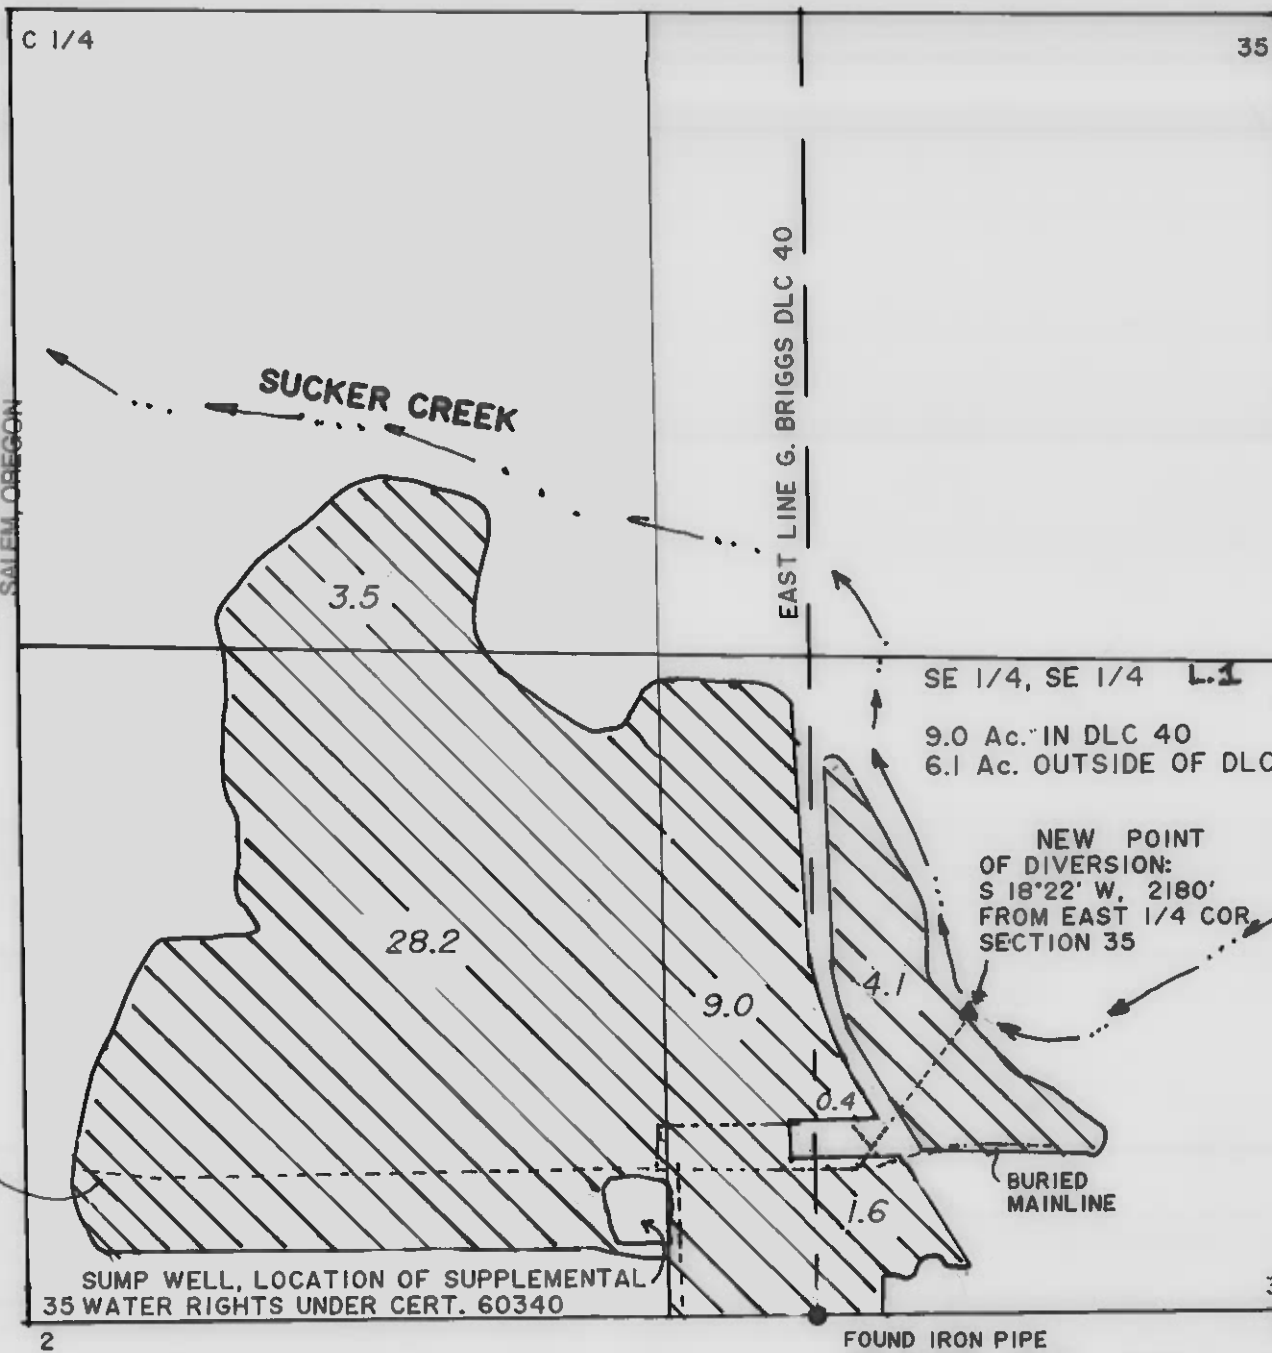 C 1/4
35
EAST LINE G. BRIGGS DLC 40
SUCKER CREEK
SALEM, OREGON
3.5
SE 1/4, SE 1/4 L.1
9.0 Ac. IN DLC 40
6.1 Ac. OUTSIDE OF DLC
NEW POINT
OF DIVERSION:
S 18°22' W, 2180'
FROM EAST 1/4 COR
SECTION 35
28.2
9.0
4.1
0.4
BURIED
MAINLINE
1.6
SUMP WELL, LOCATION OF SUPPLEMENTAL
35 WATER RIGHTS UNDER CERT. 60340
2
FOUND IRON PIPE